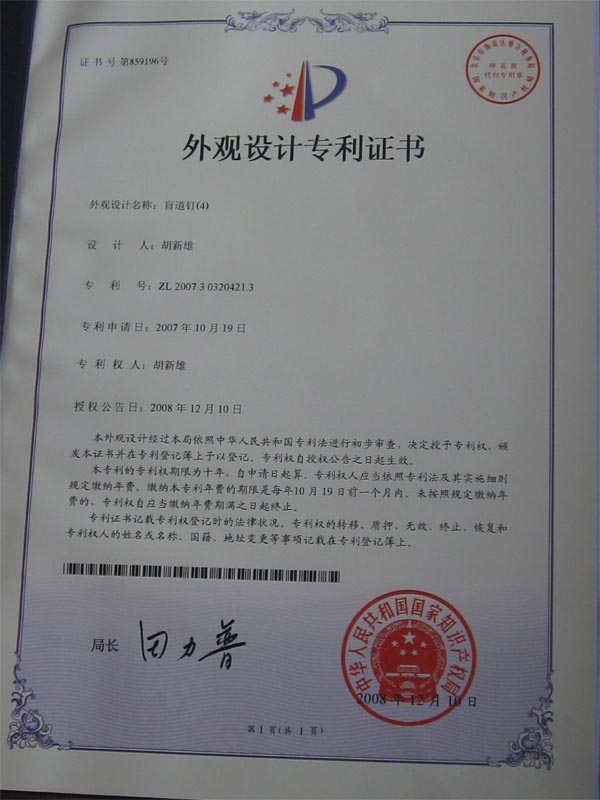 证书号第859196号
印花税
代扣专用章
国家知识产权局
外观设计专利证书
外观设计名称：盲道钉(4)
设计人：胡新雄
专利号：ZL 2007 3 0320421.3
专利申请日：2007年10月19日
专利权人：胡新雄
授权公告日：2008年12月10日
本外观设计经过本局依照中华人民共和国专利法进行初步审查，决定授予专利权，颁
发本证书并在专利登记簿上予以登记。专利权自授权公告之日起生效。
本专利的专利权期限为十年，自申请日起算。专利权人应当依照专利法及其实施细则
规定缴纳年费。缴纳本专利年费的期限是每年10月19日前一个月内。未按照规定缴纳年
费的，专利权自应当缴纳年费期满之日起终止。
专利证书记载专利权登记时的法律状况。专利权的转移、质押、无效、终止、恢复和
专利权人的姓名或名称、国籍、地址变更等事项记载在专利登记簿上。
局长
田力普
中华人民共和国国家知识产权局
2008年12月10日
第1页(共1页)